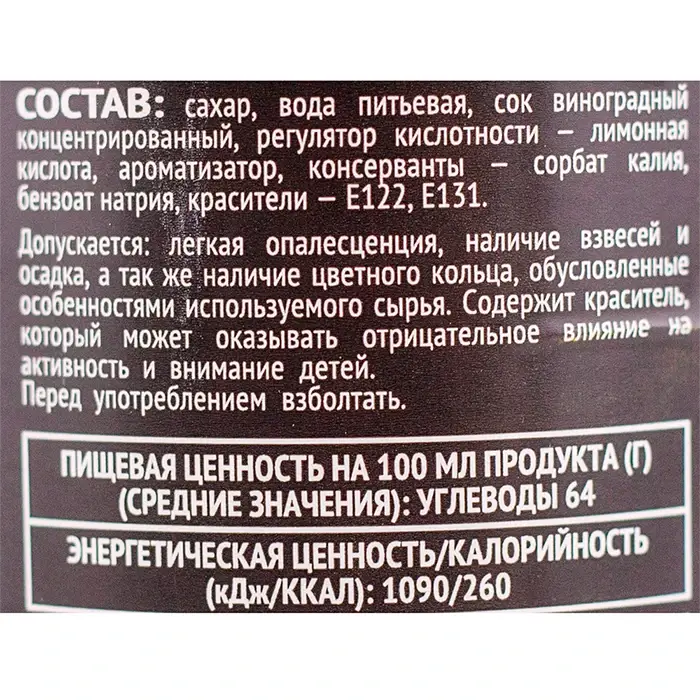 СОСТАВ: сахар, вода питьевая, сок виноградный
концентрированный, регулятор кислотности – лимонная
кислота, ароматизатор, консерванты – сорбат калия,
бензоат натрия, красители – Е122, Е131.
Допускается: легкая опалесценция, наличие взвесей и
осадка, а так же наличие цветного кольца, обусловленные
особенностями используемого сырья. Содержит краситель,
который может оказывать отрицательное влияние на
активность и внимание детей.
Перед употреблением взболтать.
ПИЩЕВАЯ ЦЕННОСТЬ НА 100 МЛ ПРОДУКТА (Г)
(СРЕДНИЕ ЗНАЧЕНИЯ): УГЛЕВОДЫ 64
ЭНЕРГЕТИЧЕСКАЯ ЦЕННОСТЬ/КАЛОРИЙНОСТЬ
(кДж/ККАЛ): 1090/260